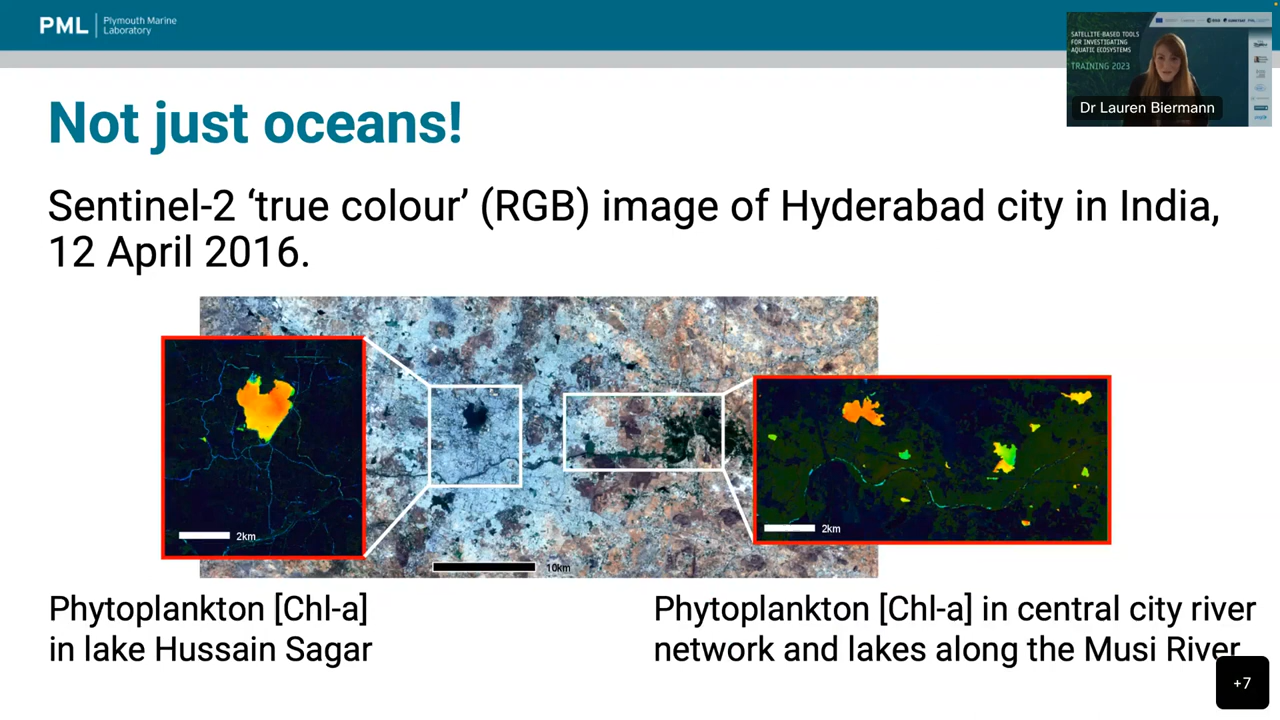 PML | Plymouth Marine
Laboratory
SATELLITE-BASED TOOLS
FOR INVESTIGATING
AQUATIC ECOSYSTEMS
TRAINING 2023
Dr Lauren Biermann
Not just oceans!
Sentinel-2 ‘true colour’ (RGB) image of Hyderabad city in India,
12 April 2016.
2km
10km
2km
Phytoplankton [Chl-a]
in lake Hussain Sagar
Phytoplankton [Chl-a] in central city river
network and lakes along the Musi River
+7